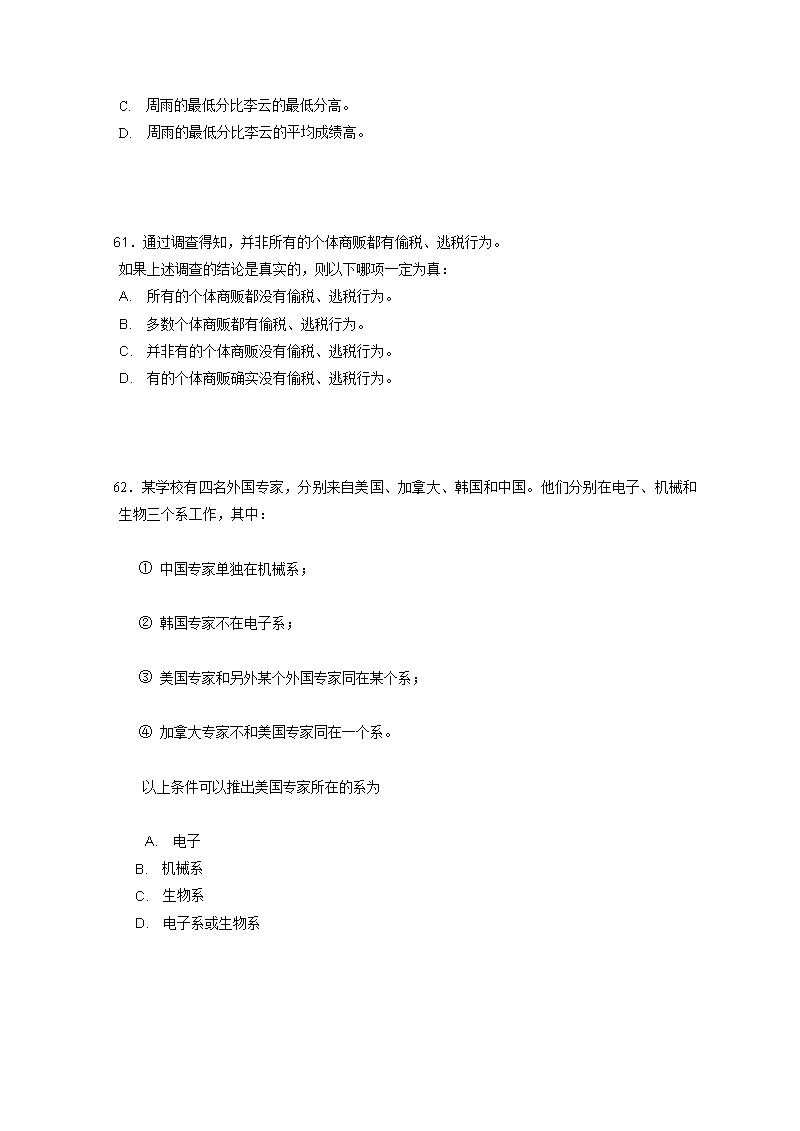 C. 周雨的最低分比李云的最低分高。
D. 周雨的最低分比李云的平均成绩高。
61．通过调查得知，并非所有的个体商贩都有偷税、逃税行为。
如果上述调查的结论是真实的，则以下哪项一定为真：
A. 所有的个体商贩都没有偷税、逃税行为。
B. 多数个体商贩都有偷税、逃税行为。
C. 并非有的个体商贩没有偷税、逃税行为。
D. 有的个体商贩确实没有偷税、逃税行为。
62．某学校有四名外国专家，分别来自美国、加拿大、韩国和中国。他们分别在电子、机械和
生物三个系工作，其中：
① 中国专家单独在机械系；
② 韩国专家不在电子系；
③ 美国专家和另外某个外国专家同在某个系；
④ 加拿大专家不和美国专家同在一个系。
以上条件可以推出美国专家所在的系为
A. 电子
B. 机械系
C. 生物系
D. 电子系或生物系